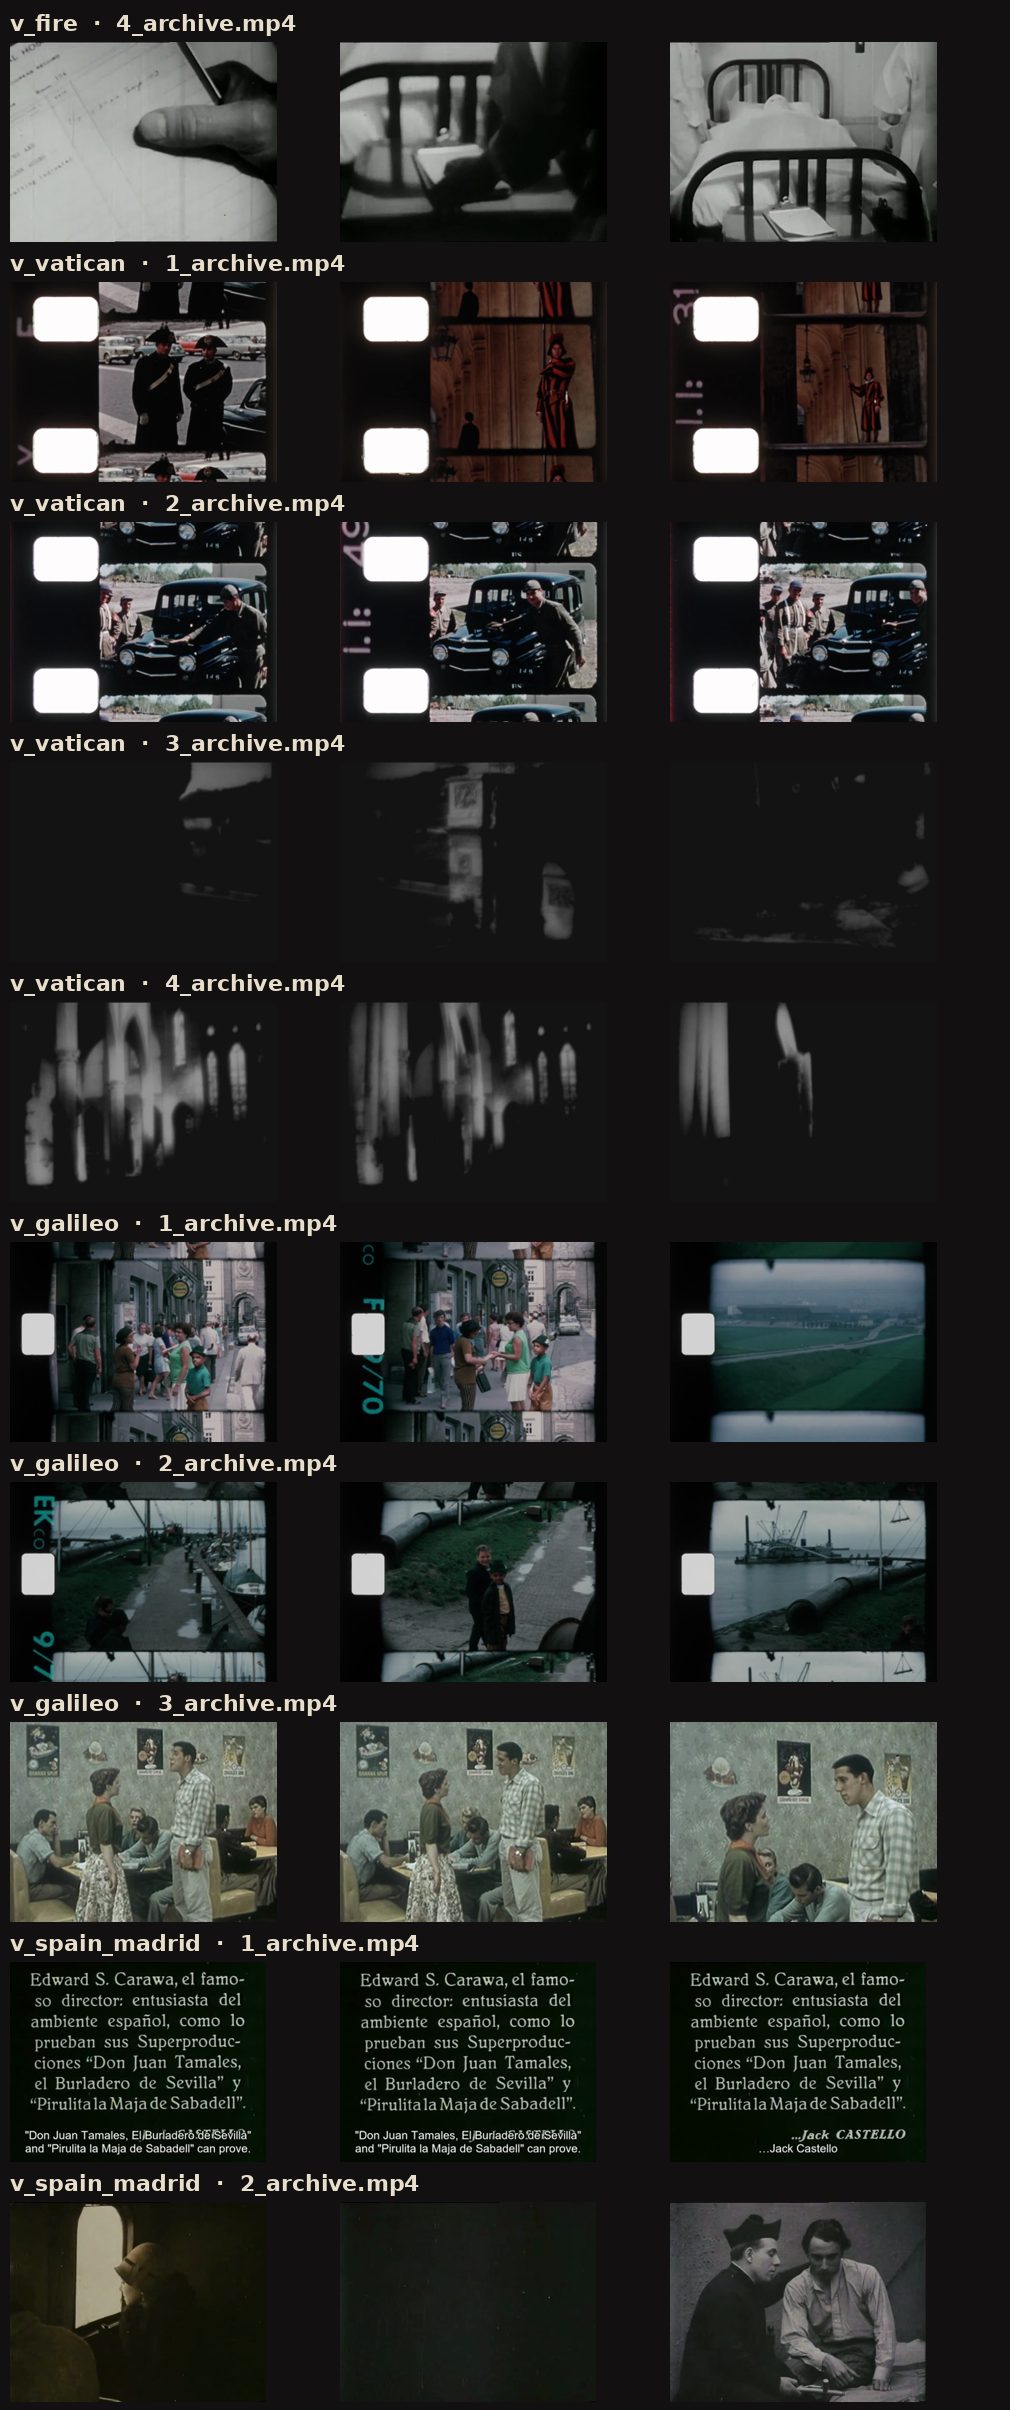 v_fire · 4_archive.mp4
v_vatican · 1_archive.mp4
v_vatican · 2_archive.mp4
v_vatican · 3_archive.mp4
v_vatican · 4_archive.mp4
v_galileo · 1_archive.mp4
v_galileo · 2_archive.mp4
EK
9/7
v_galileo · 3_archive.mp4
v_spain_madrid · 1_archive.mp4
Edward S. Carawa, el famo-
so director: entusiasta del
ambiente español, como lo
prueban sus Superproduc-
ciones “Don Juan Tamales,
el Burladero de Sevilla” y
“Pirulita la Maja de Sabadell”.
"Don Juan Tamales, El Burladero de Sevilla"
and "Pirulita la Maja de Sabadell" can prove.
Edward S. Carawa, el famo-
so director: entusiasta del
ambiente español, como lo
prueban sus Superproduc-
ciones “Don Juan Tamales,
el Burladero de Sevilla” y
“Pirulita la Maja de Sabadell”.
"Don Juan Tamales, El Burladero de Sevilla"
and "Pirulita la Maja de Sabadell" can prove.
Edward S. Carawa, el famo-
so director: entusiasta del
ambiente español, como lo
prueban sus Superproduc-
ciones “Don Juan Tamales,
el Burladero de Sevilla” y
“Pirulita la Maja de Sabadell”.
...Jack CASTELLO
...Jack Castello
v_spain_madrid · 2_archive.mp4